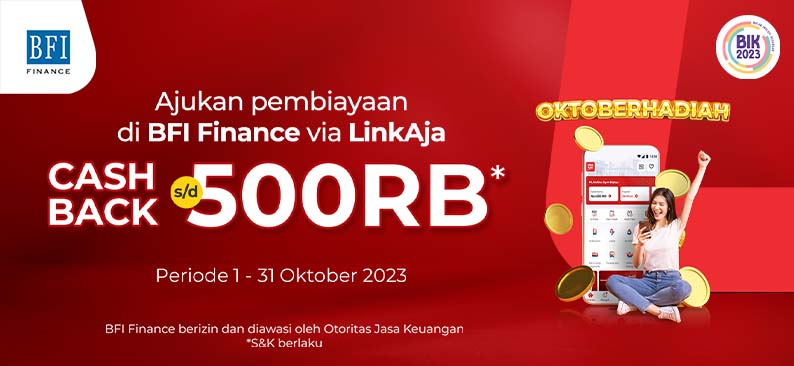 BFI
FINANCE
BIK
2023
Ajukan pembiayaan
di BFI Finance via LinkAja
CASH
BACK
s/d
500RB*
OKTOBERHADIAH
Periode 1 - 31 Oktober 2023
BFI Finance berizin dan diawasi oleh Otoritas Jasa Keuangan
*S&K berlaku